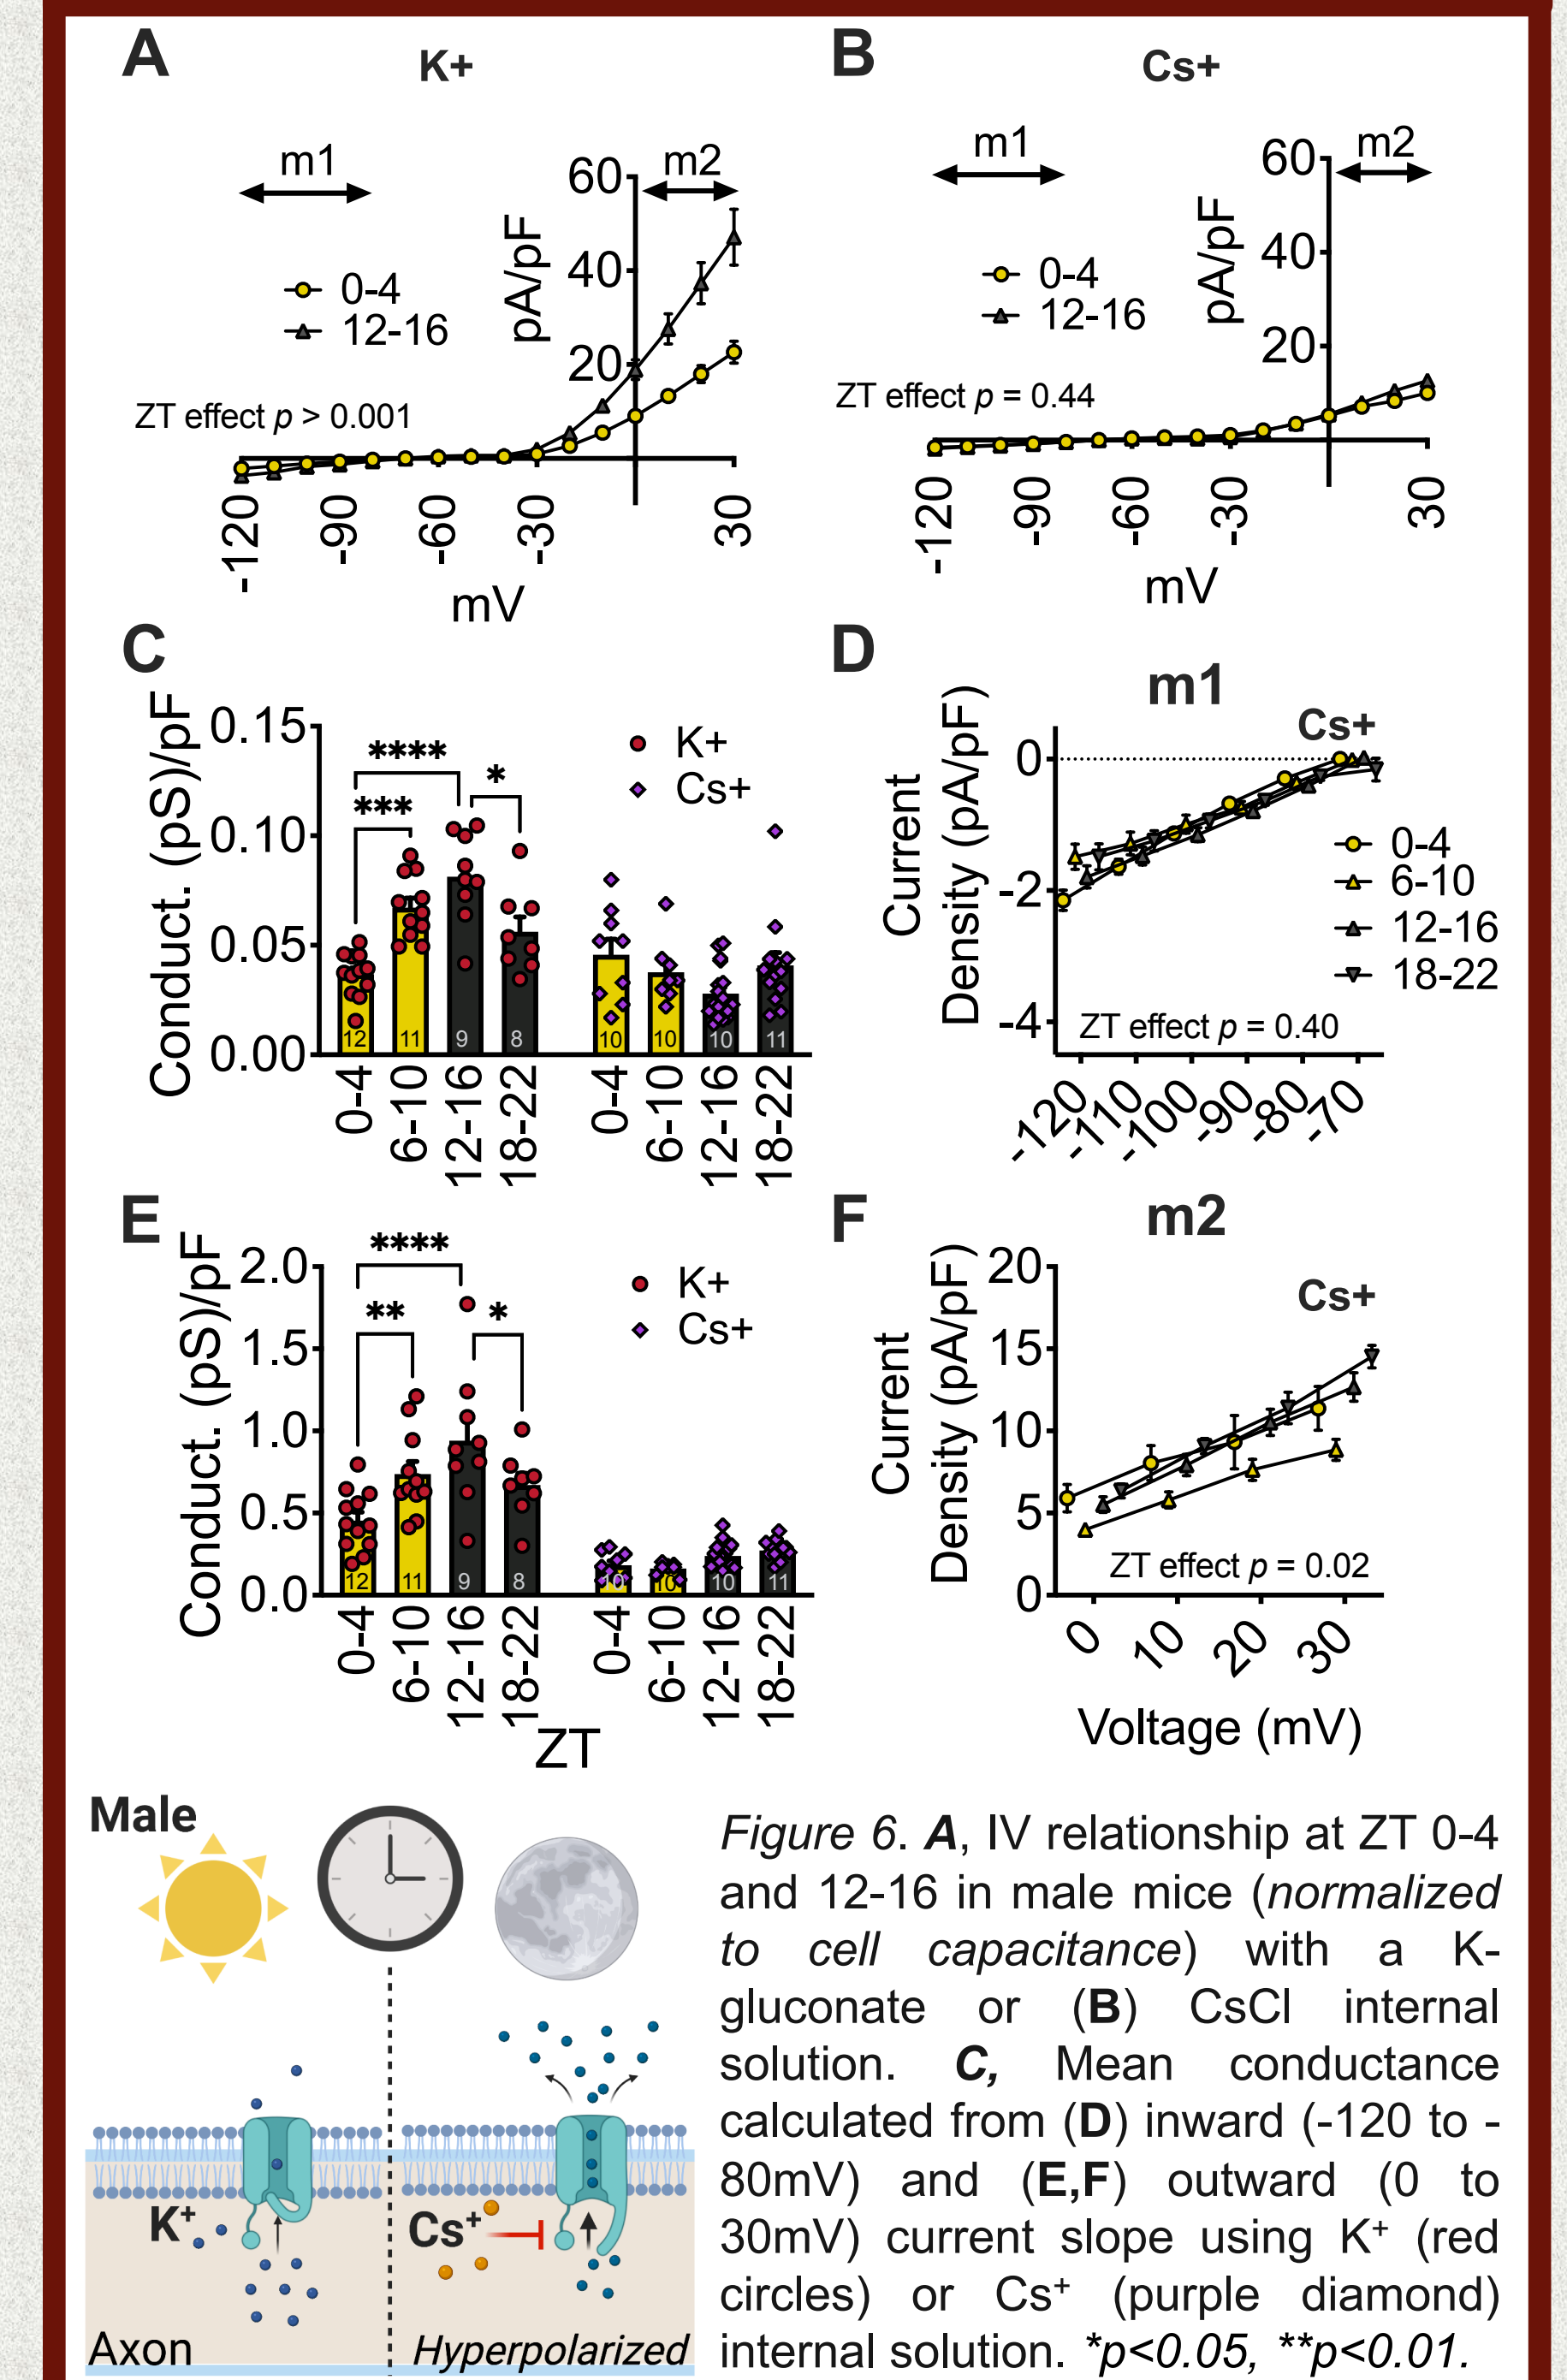 A
K+
m1
m2
60
40
20
pA/pF
0-4
12-16
ZT effect p > 0.001
-120
-90
-60
-30
30
mV
B
Cs+
m1
m2
60
40
20
pA/pF
0-4
12-16
ZT effect p = 0.44
-120
-90
-60
-30
30
mV
C
Conduct. (pS)/pF
0.15
0.10
0.05
0.00
****
***
*
K+
Cs+
12
11
9
8
10
10
10
11
0-4
6-10
12-16
18-22
0-4
6-10
12-16
18-22
D
m1
Cs+
Current
Density (pA/pF)
0
-2
-4
0-4
6-10
12-16
18-22
ZT effect p = 0.40
-120
-110
-100
-90
-80
-70
E
Conduct. (pS)/pF
2.0
1.5
1.0
0.5
0.0
****
**
*
K+
Cs+
12
11
9
8
10
10
10
11
0-4
6-10
12-16
18-22
0-4
6-10
12-16
18-22
ZT
F
m2
Cs+
Current
Density (pA/pF)
20
15
10
5
0
ZT effect p = 0.02
0
10
20
30
Voltage (mV)
Male
K⁺
Cs⁺
Axon
Hyperpolarized
Figure 6. A, IV relationship at ZT 0-4
and 12-16 in male mice (normalized
to cell capacitance) with a K-
gluconate or (B) CsCl internal
solution. C, Mean conductance
calculated from (D) inward (-120 to -
80mV) and (E,F) outward (0 to
30mV) current slope using K⁺ (red
circles) or Cs⁺ (purple diamond)
internal solution. *p<0.05, **p<0.01.